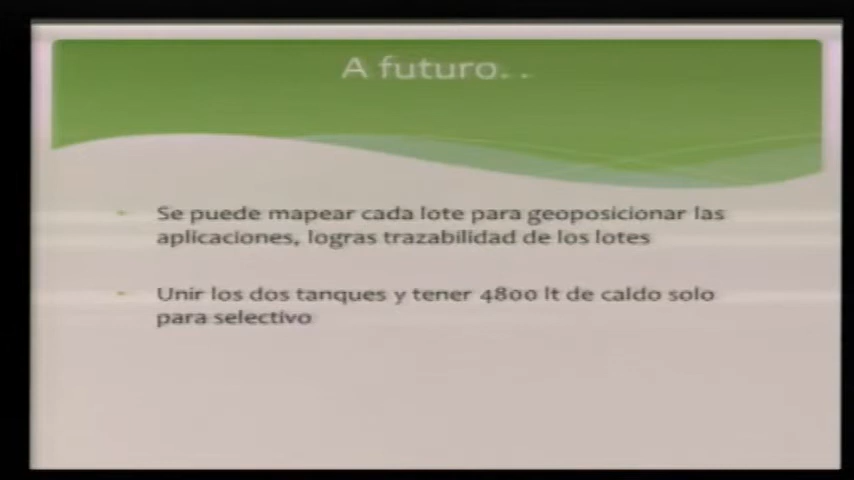 A futuro. .
Se puede mapear cada lote para geoposicionar las
aplicaciones, logras trazabilidad de los lotes
Unir los dos tanques y tener 4800 lt de caldo solo
para selectivo